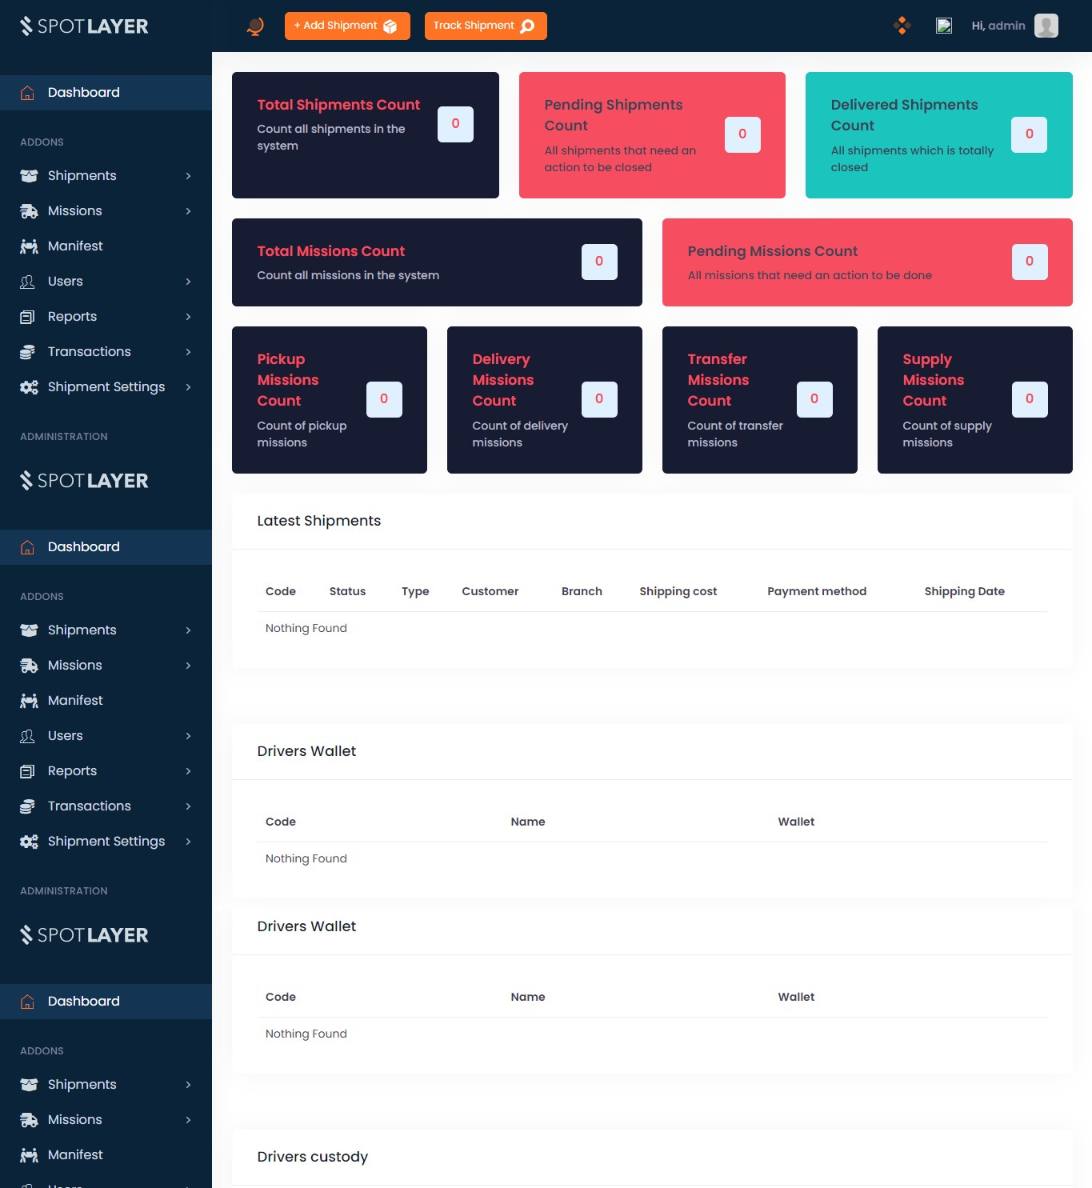 SPOTLAYER
+ Add Shipment
Track Shipment
Hi, admin
Dashboard
ADDONS
Shipments
Missions
Manifest
Users
Reports
Transactions
Shipment Settings
ADMINISTRATION
SPOTLAYER
Dashboard
ADDONS
Shipments
Missions
Manifest
Users
Reports
Transactions
Shipment Settings
ADMINISTRATION
SPOTLAYER
Dashboard
ADDONS
Shipments
Missions
Manifest
Users
Total Shipments Count
Count all shipments in the
system
0
Pending Shipments
Count
All shipments that need an
action to be closed
0
Delivered Shipments
Count
All shipments which is totally
closed
0
Total Missions Count
Count all missions in the system
0
Pending Missions Count
All missions that need an action to be done
0
Pickup
Missions
Count
Count of pickup
missions
0
Delivery
Missions
Count
Count of delivery
missions
0
Transfer
Missions
Count
Count of transfer
missions
0
Supply
Missions
Count
Count of supply
missions
0
Latest Shipments
Code Status Type Customer Branch Shipping cost Payment method Shipping Date
Nothing Found
Drivers Wallet
Code Name Wallet
Nothing Found
Drivers Wallet
Code Name Wallet
Nothing Found
Drivers custody